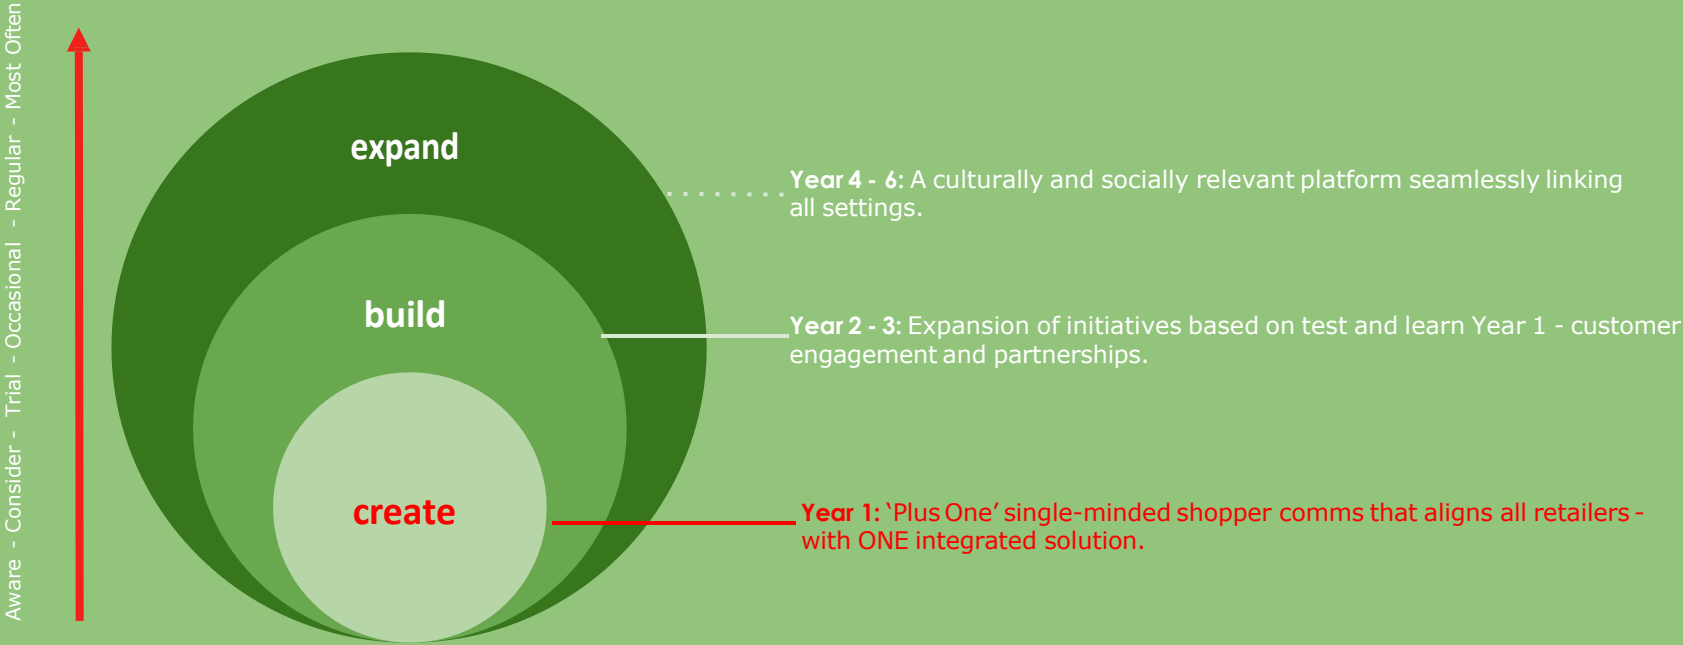 Aware - Consider - Trial - Occasional - Regular - Most Often
expand
Year 4 - 6: A culturally and socially relevant platform seamlessly linking
all settings.
build
Year 2 - 3: Expansion of initiatives based on test and learn Year 1 - customer
engagement and partnerships.
create
Year 1: ‘Plus One’ single-minded shopper comms that aligns all retailers -
with ONE integrated solution.